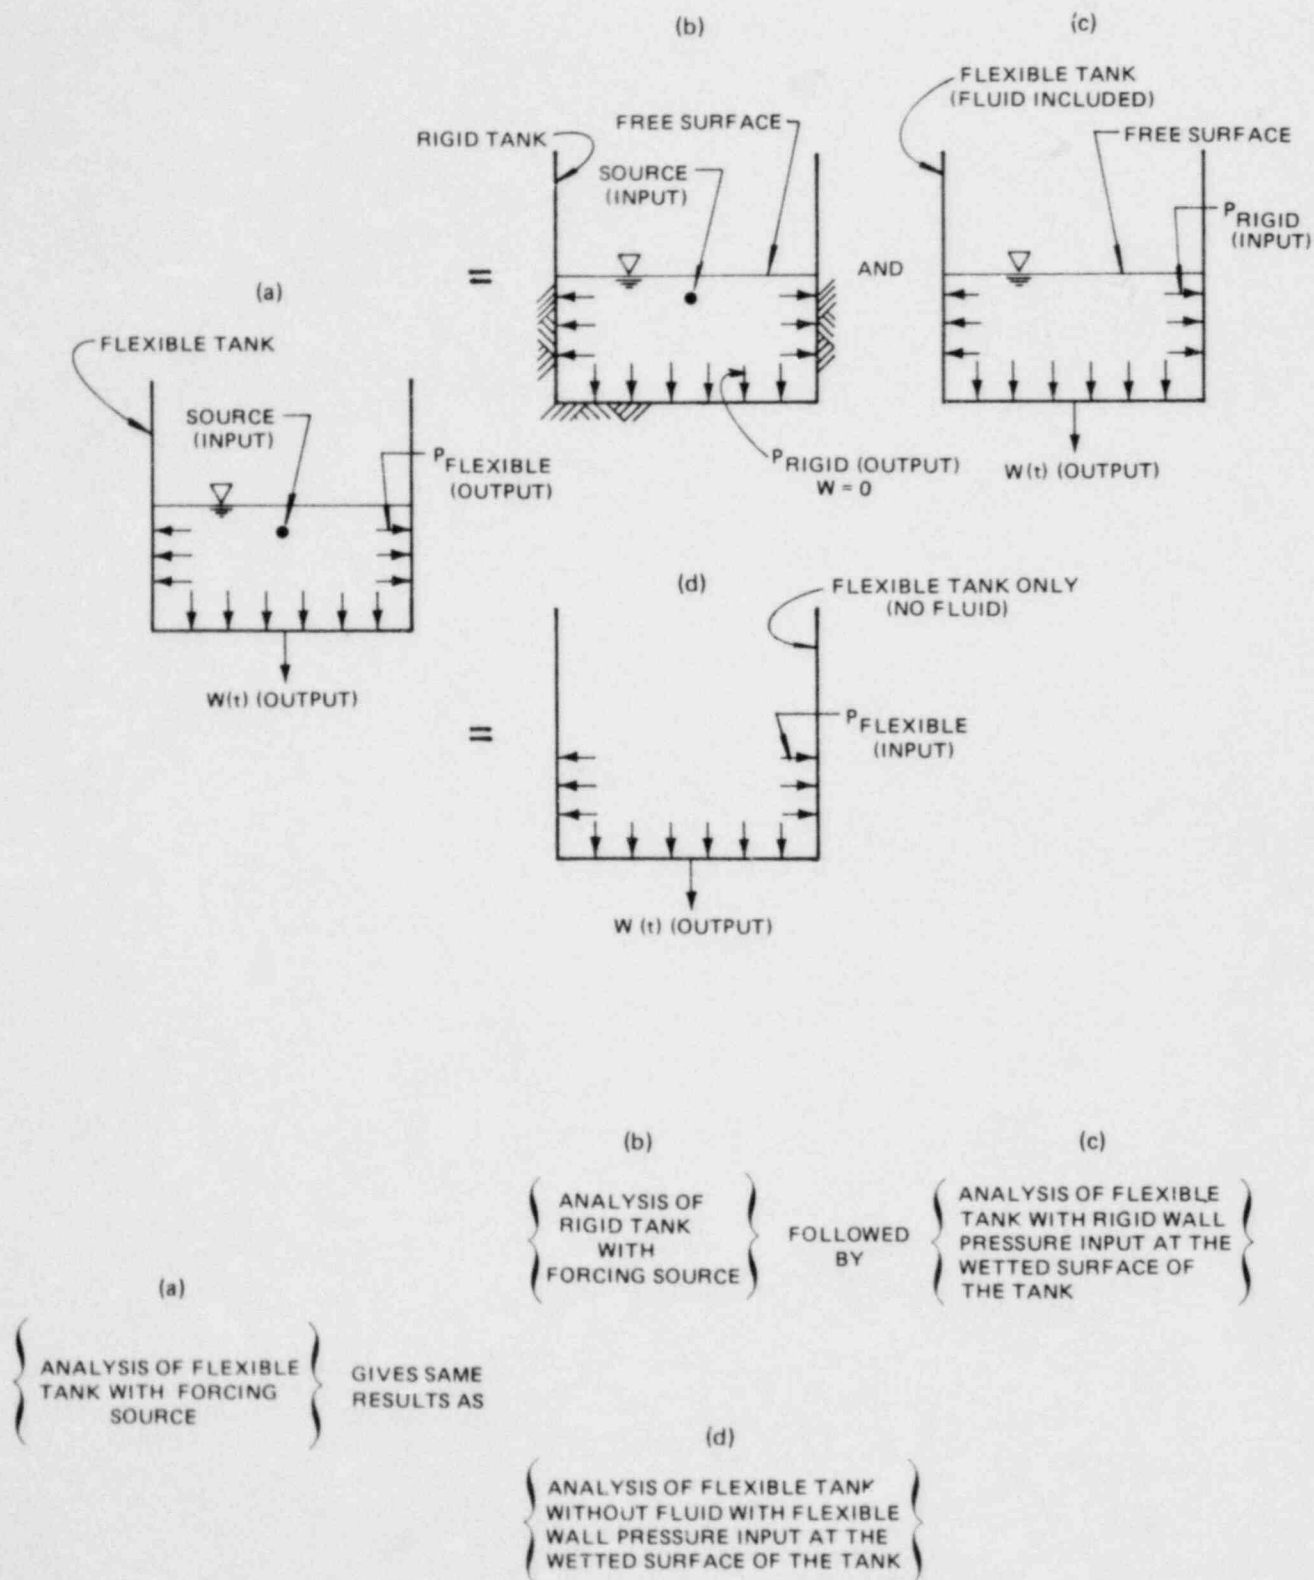 (b)
(c)
FLEXIBLE TANK
(FLUID INCLUDED)
FREE SURFACE
FREE SURFACE
RIGID TANK
SOURCE
(INPUT)
PRIGID
(INPUT)
=
AND
(a)
FLEXIBLE TANK
SOURCE
(INPUT)
PFLEXIBLE
(OUTPUT)
PRIGID (OUTPUT)
W = 0
W(t) (OUTPUT)
W(t) (OUTPUT)
(d)
FLEXIBLE TANK ONLY
(NO FLUID)
=
PFLEXIBLE
(INPUT)
W (t) (OUTPUT)
(b)
ANALYSIS OF
RIGID TANK
WITH
FORCING SOURCE
FOLLOWED
BY
(c)
ANALYSIS OF FLEXIBLE
TANK WITH RIGID WALL
PRESSURE INPUT AT THE
WETTED SURFACE OF
THE TANK
(a)
ANALYSIS OF FLEXIBLE
TANK WITH FORCING
SOURCE
GIVES SAME
RESULTS AS
(d)
ANALYSIS OF FLEXIBLE TANK
WITHOUT FLUID WITH FLEXIBLE
WALL PRESSURE INPUT AT THE
WETTED SURFACE OF THE TANK